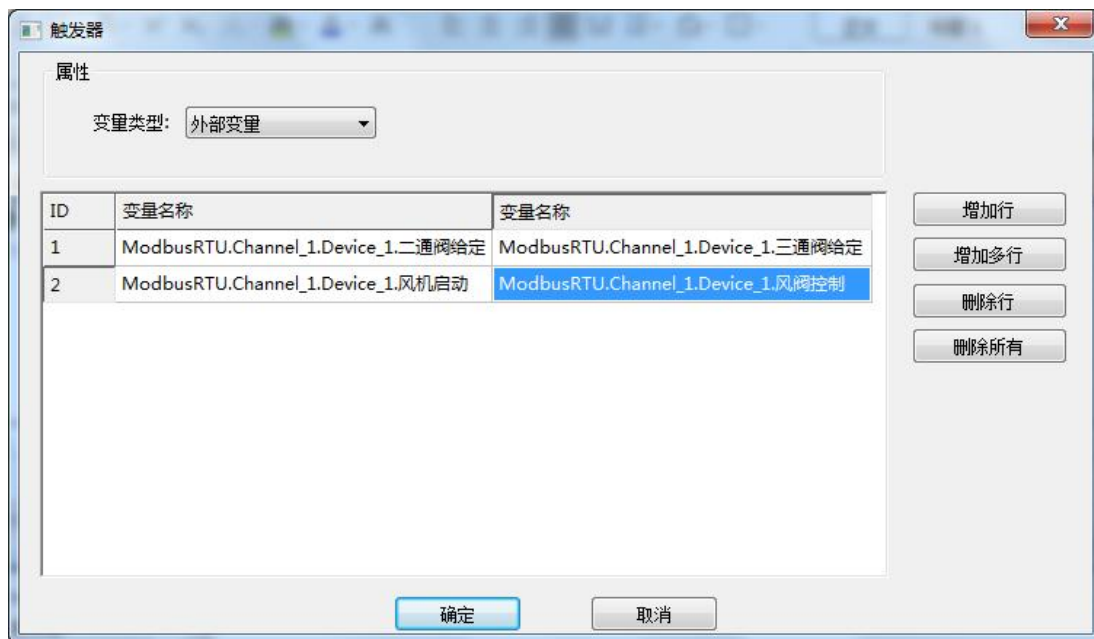 触发器
属性
变量类型: 外部变量
ID 变量名称 变量名称
1 ModbusRTU.Channel_1.Device_1.二通阀给定 ModbusRTU.Channel_1.Device_1.三通阀给定
2 ModbusRTU.Channel_1.Device_1.风机启动 ModbusRTU.Channel_1.Device_1.风阀控制
增加行
增加多行
删除行
删除所有
确定 取消